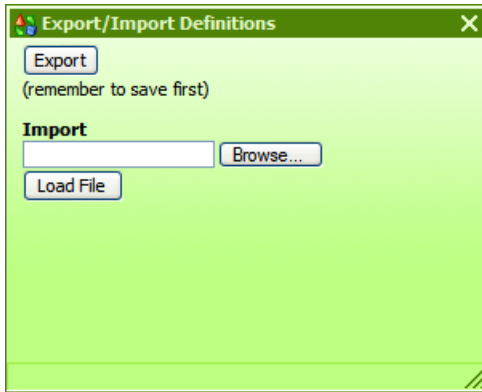 Export/Import Definitions
Export
(remember to save first)
Import
Browse...
Load File